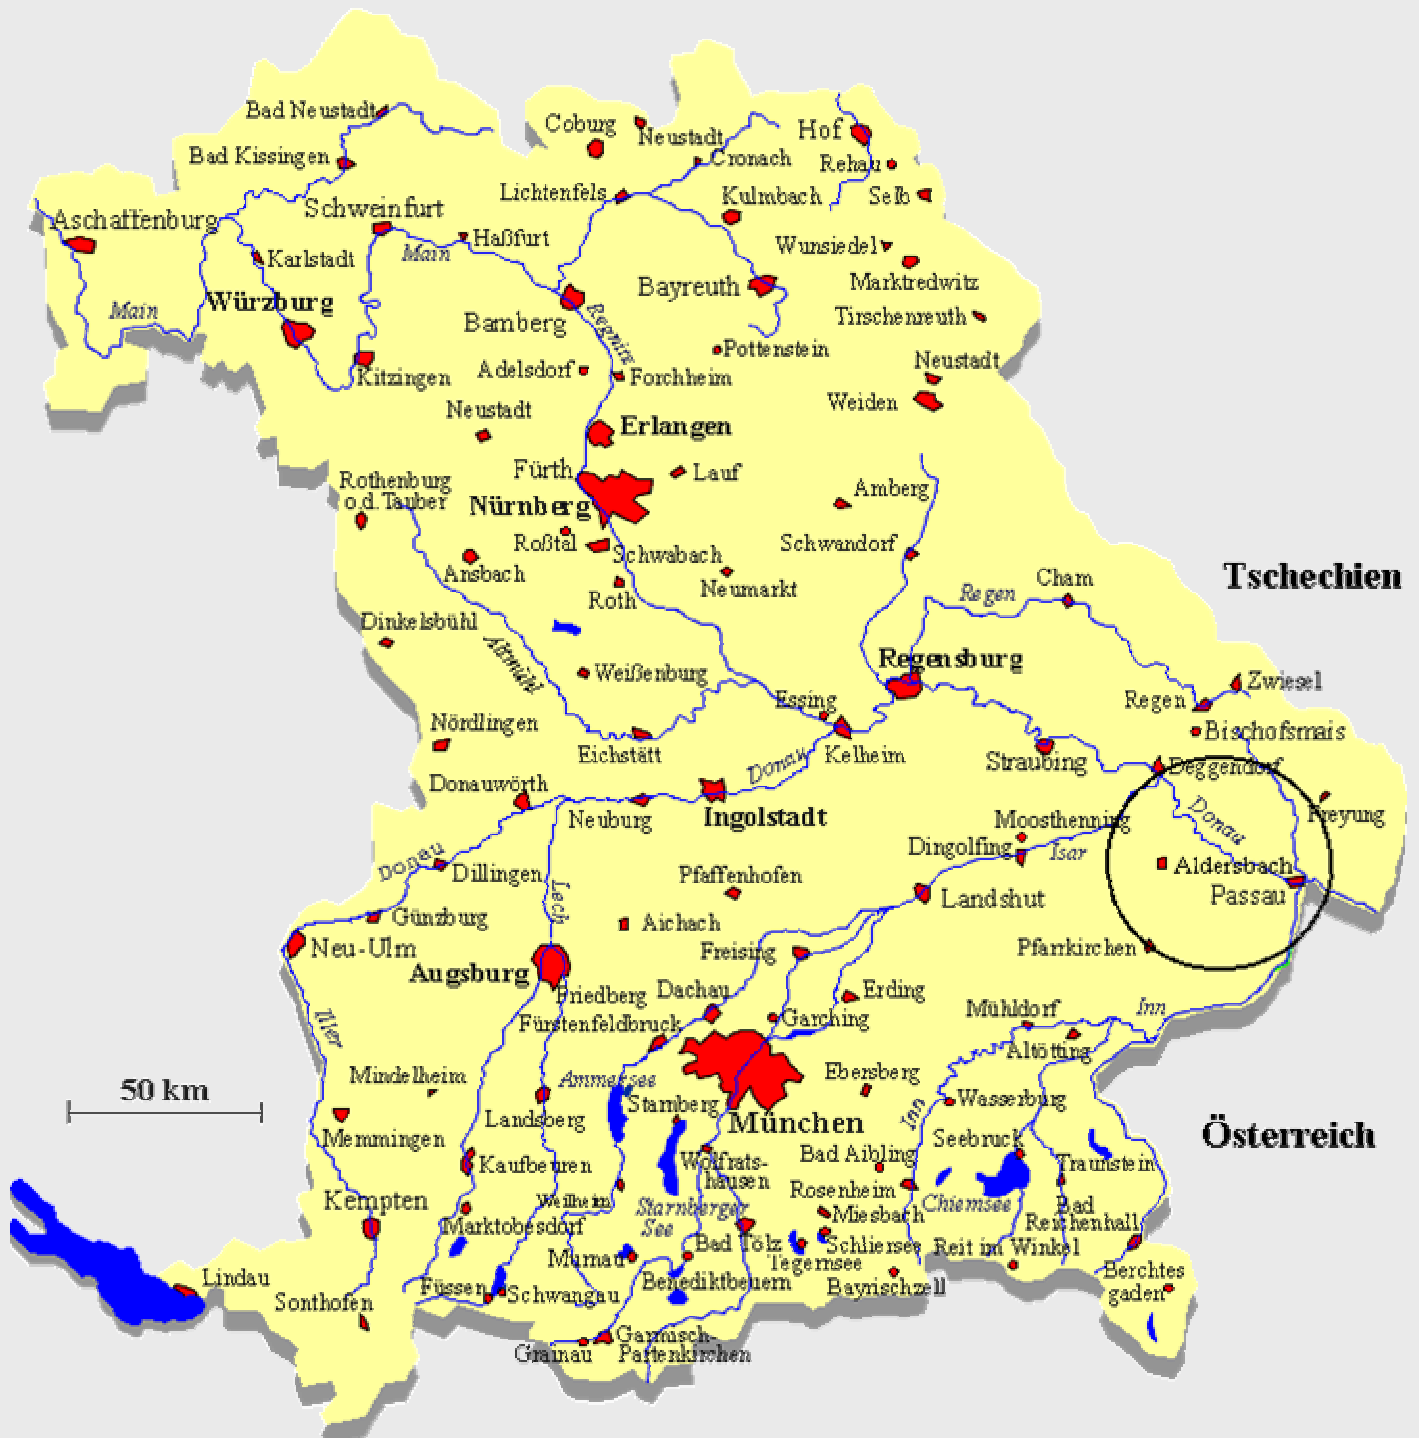 Bad Neustadt
Coburg
Neustadt
Hof
Bad Kissingen
Cronach
Rehau
Lichtenfels
Kulmbach
Selb
Aschaffenburg
Schweinfurt
Haßfurt
Main
Karlstadt
Wunsiedel
Marktredwitz
Würzburg
Main
Bayreuth
Bamberg
Regnitz
Tirschenreuth
Pottenstein
Neustadt
Kitzingen
Adelsdorf
Forchheim
Weiden
Neustadt
Erlangen
Fürth
Lauf
Rothenburg
o.d.Tauber
Nürnberg
Amberg
Roßtal
Schwabach
Schwandorf
Ansbach
Neumarkt
Roth
Tschechien
Cham
Regen
Dinkelsbühl
Altmühl
Weißenburg
Regensburg
Zwiesel
Essing
Regen
Nördlingen
Eichstätt
Kelheim
Bischofsmais
Straubing
Donau
Deggendorf
Donauwörth
Neuburg
Ingolstadt
Moosthenning
Donau
Freyung
Dingolfing
Isar
Donau
Dillingen
Pfaffenhofen
Aldersbach
Lech
Landshut
Passau
Günzburg
Aichach
Neu-Ulm
Freising
Pfarrkirchen
Augsburg
Friedberg
Dachau
Erding
Iller
Fürstenfeldbruck
Garching
Mühldorf
Inn
Altötting
50 km
Mindelheim
Ammersee
Ebersberg
Landsberg
Starnberg
Inn
Wasserburg
Memmingen
München
Seebruck
Österreich
Kaufbeuren
Wolfrats-
hausen
Bad Aibling
Traunstein
Kempten
Weilheim
Starnberger
See
Rosenheim
Chiemsee
Bad
Reichenhall
Marktobesdorf
Miesbach
Murnau
Bad Tölz
Schliersee
Reit im Winkel
Tegernsee
Lindau
Füssen
Schwangau
Benediktbeuern
Bayrischzell
Berchtes
gaden
Sonthofen
Garmisch-
Partenkirchen
Grainau